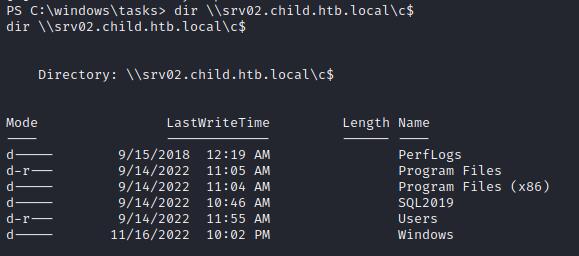 PS C:\windows\tasks> dir \\srv02.child.htb.local\c$
dir \\srv02.child.htb.local\c$
Directory: \\srv02.child.htb.local\c$
Mode LastWriteTime Length Name
d----- 9/15/2018 12:19 AM PerfLogs
d-r--- 9/14/2022 11:05 AM Program Files
d----- 9/14/2022 11:04 AM Program Files (x86)
d----- 9/14/2022 10:46 AM SQL2019
d-r--- 9/14/2022 11:55 AM Users
d----- 11/16/2022 10:02 PM Windows